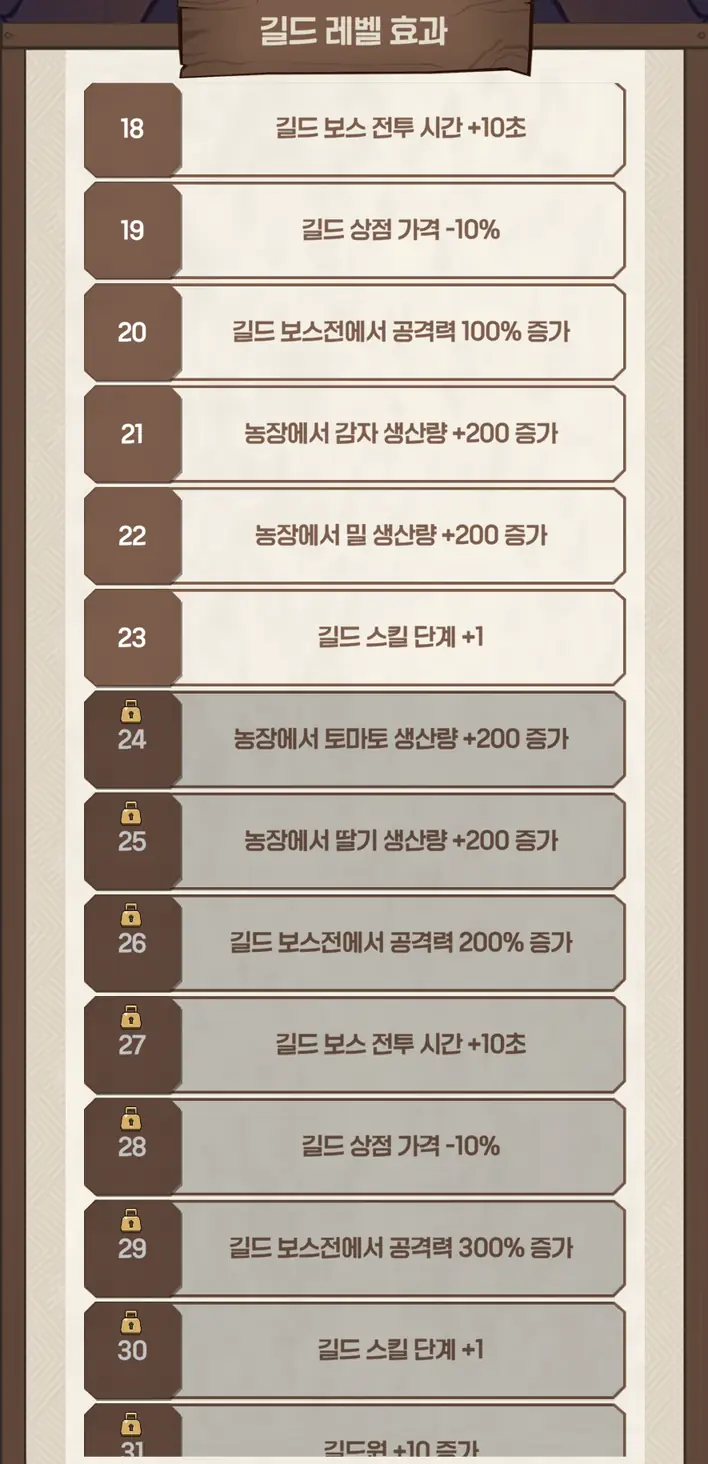 길드 레벨 효과
18 길드 보스 전투 시간 +10초
19 길드 상점 가격 -10%
20 길드 보스전에서 공격력 100% 증가
21 농장에서 감자 생산량 +200 증가
22 농장에서 밀 생산량 +200 증가
23 길드 스킬 단계 +1
24 농장에서 토마토 생산량 +200 증가
25 농장에서 딸기 생산량 +200 증가
26 길드 보스전에서 공격력 200% 증가
27 길드 보스 전투 시간 +10초
28 길드 상점 가격 -10%
29 길드 보스전에서 공격력 300% 증가
30 길드 스킬 단계 +1
31 길드원 +10 증가